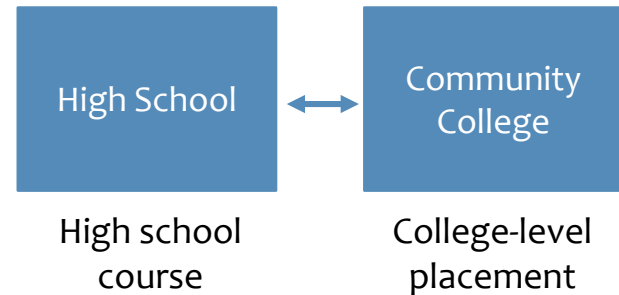 High School
Community
College
High school
course
College-level
placement